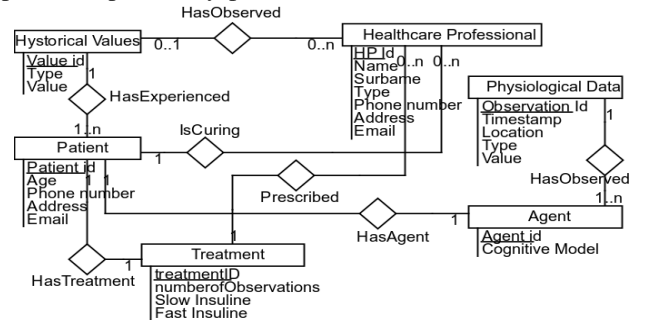 HasObserved
Hystorical Values
0..1
0..n
Healthcare Professional
Value id
Type
Value
1
HP_Id
Name
Surbame
Type
Phone number
Address
Email
0..n
0..n
Physiological Data
Observation Id
Timestamp
Location
Type
Value
1
HasExperienced
1..n
IsCuring
Patient
1
Patient id
Age
Phone number
Address
Email
1
1
HasObserved
Prescribed
1..n
1
HasAgent
1
Agent
Agent id
Cognitive Model
HasTreatment
1
Treatment
treatmentID
numberofObservations
Slow Insuline
Fast Insuline